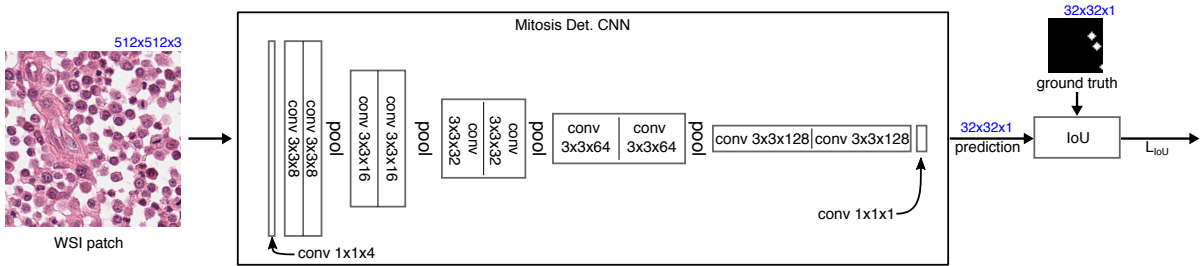 512x512x3
WSI patch
Mitosis Det. CNN
conv 1x1x4
conv 3x3x8
conv 3x3x8
pool
conv 3x3x16
conv 3x3x16
pool
conv
3x3x32
conv
3x3x32
pool
conv
3x3x64
conv
3x3x64
pool
conv 3x3x128
conv 3x3x128
conv 1x1x1
32x32x1
prediction
32x32x1
ground truth
IoU
L_IoU